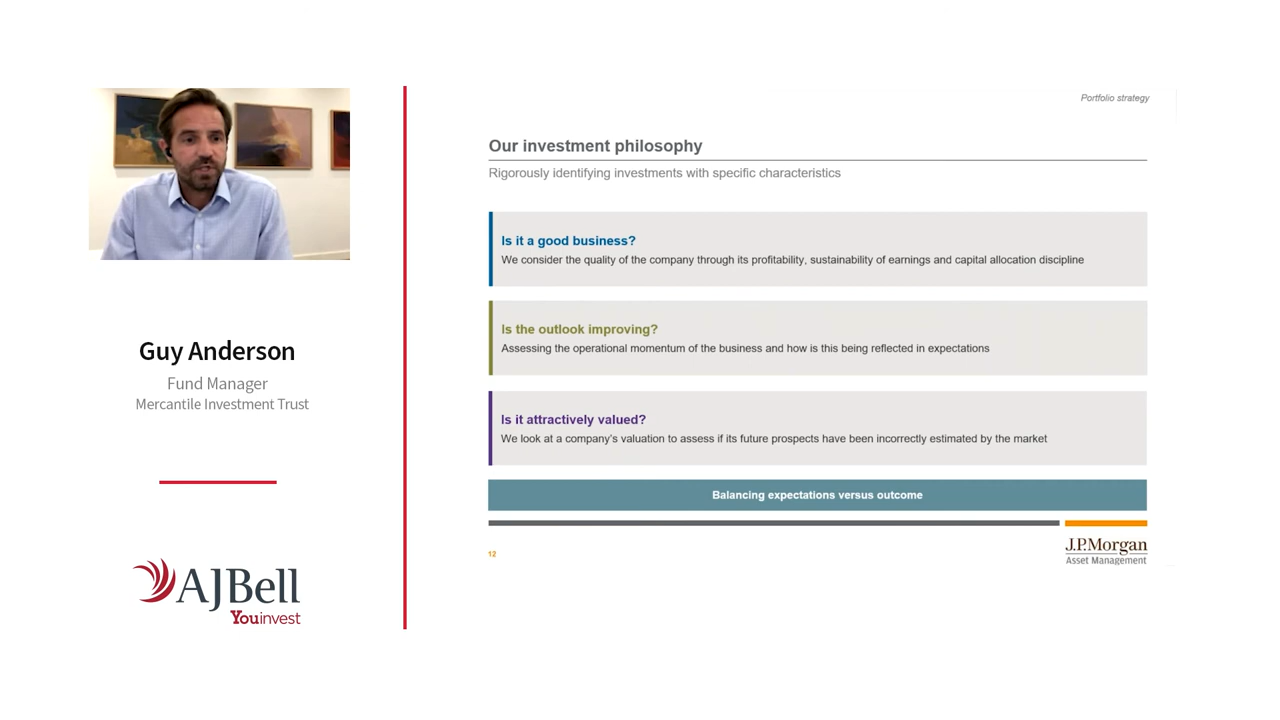 Guy Anderson
Fund Manager
Mercantile Investment Trust
AJBell
Youinvest
Portfolio strategy
Our investment philosophy
Rigorously identifying investments with specific characteristics
Is it a good business?
We consider the quality of the company through its profitability, sustainability of earnings and capital allocation discipline
Is the outlook improving?
Assessing the operational momentum of the business and how is this being reflected in expectations
Is it attractively valued?
We look at a company's valuation to assess if its future prospects have been incorrectly estimated by the market
Balancing expectations versus outcome
12
J.P.Morgan
Asset Management